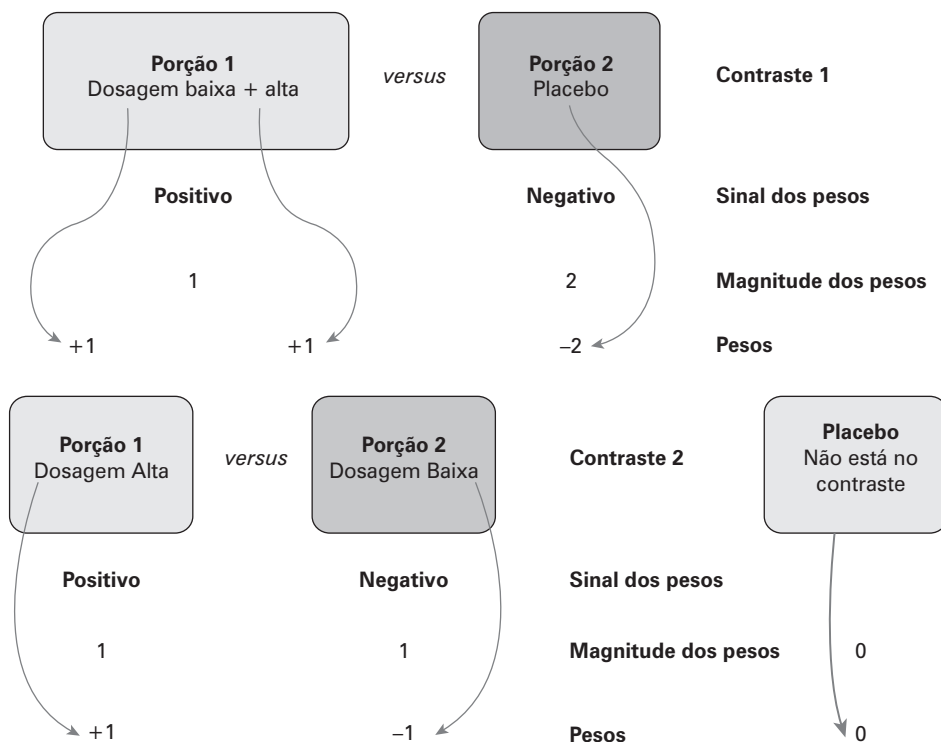 Porção 1
Dosagem baixa + alta
versus
Porção 2
Placebo
Contraste 1
Positivo
Negativo
Sinal dos pesos
1
2
Magnitude dos pesos
+1
+1
–2
Pesos
Porção 1
Dosagem Alta
versus
Porção 2
Dosagem Baixa
Contraste 2
Placebo
Não está no
contraste
Positivo
Negativo
Sinal dos pesos
1
1
Magnitude dos pesos
0
+1
–1
Pesos
0